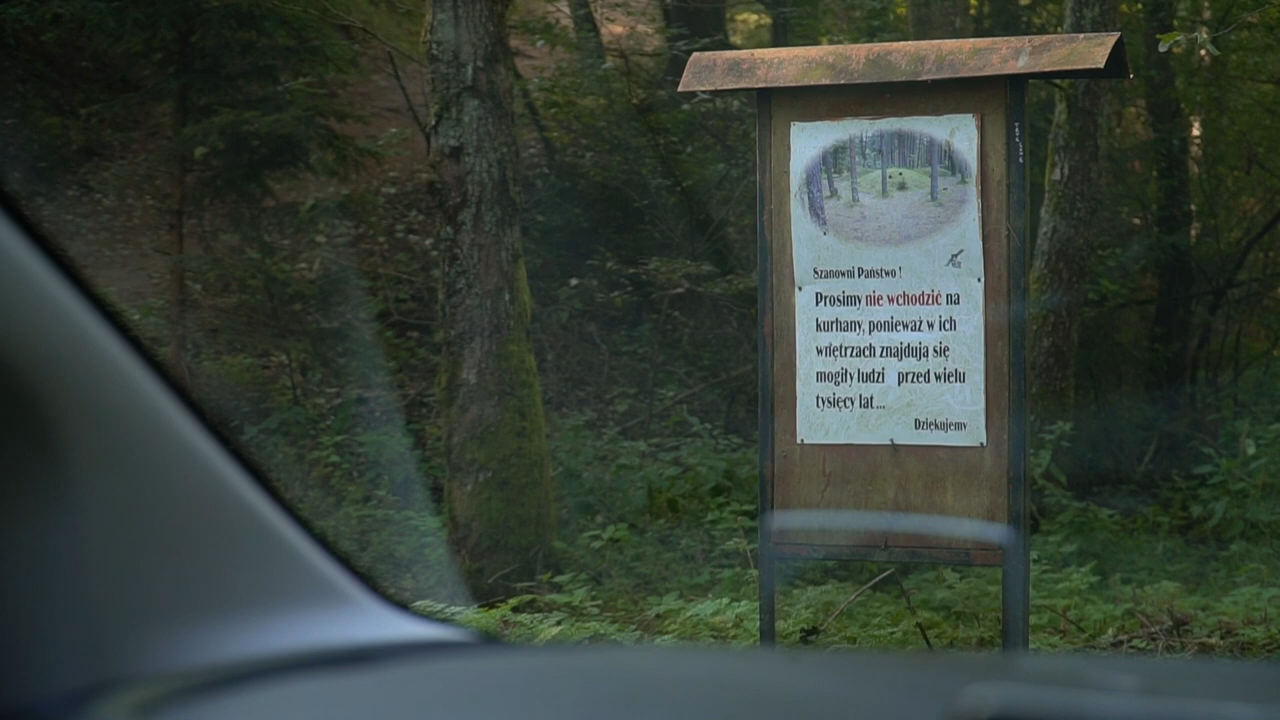 Szanowni Państwo !
Prosimy nie wchodzić na
kurhany, ponieważ w ich
wnętrzach znajdują się
mogiły ludzi przed wielu
tysięcy lat...
Dziękujemy